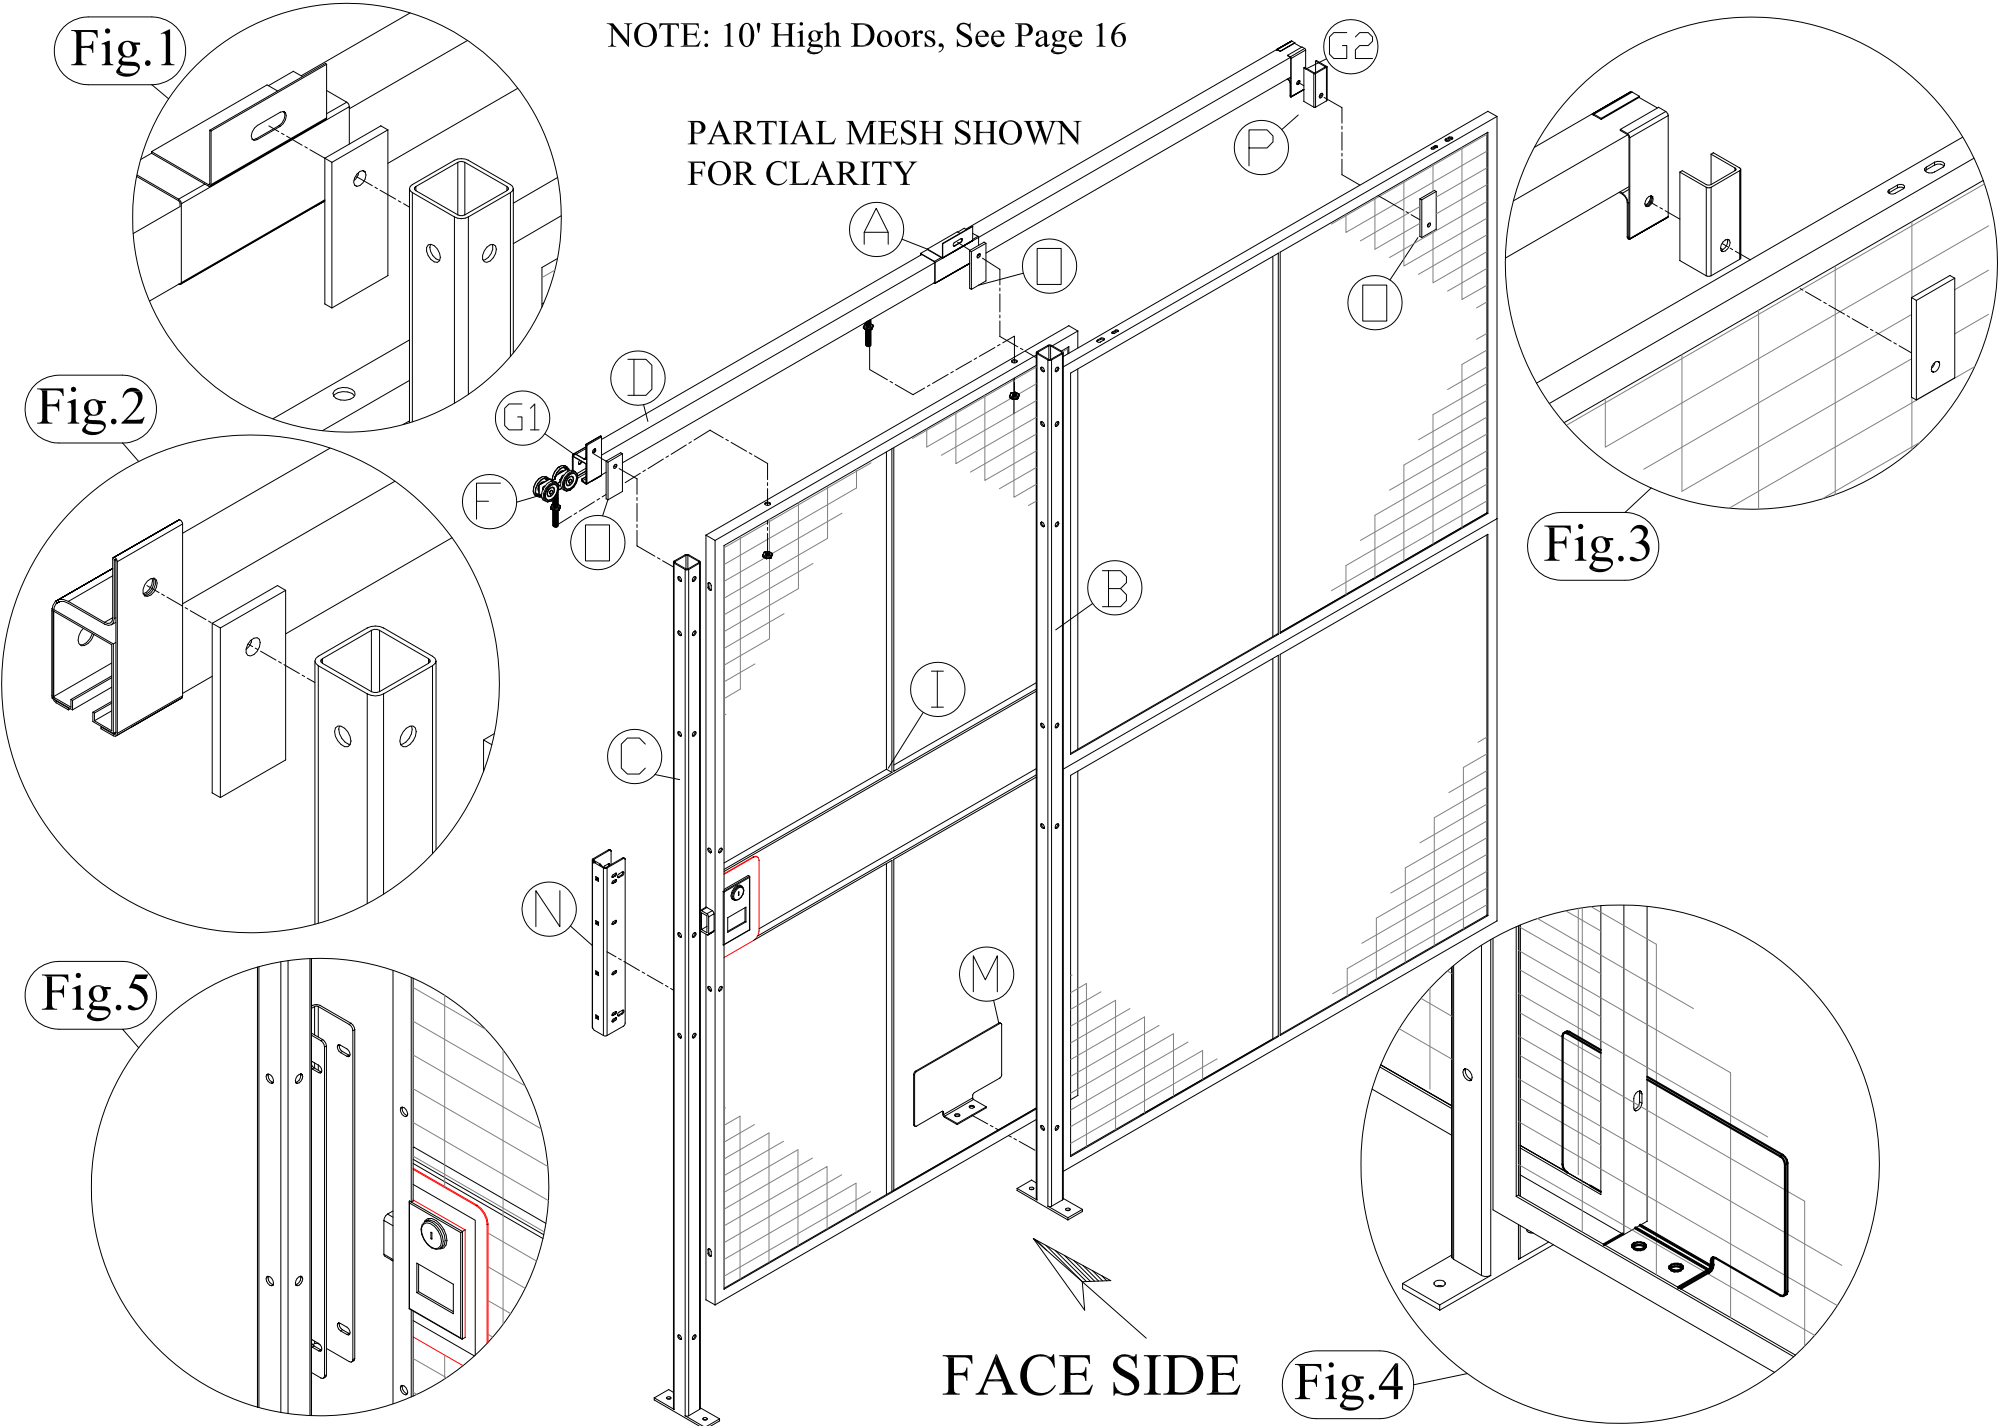 Fig.1
NOTE: 10' High Doors, See Page 16
G2
PARTIAL MESH SHOWN
FOR CLARITY
P
A
D
G1
F
Fig.2
Fig.3
B
I
C
N
M
Fig.5
FACE SIDE
Fig.4